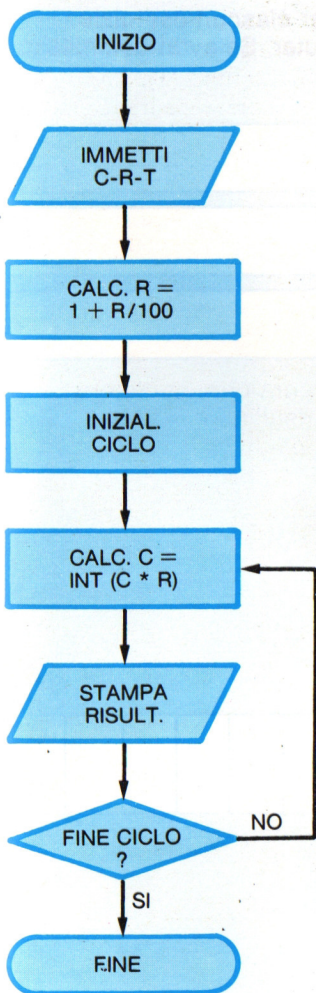 INIZIO
IMMETTI
C-R-T
CALC. R =
1 + R/100
INIZIAL.
CICLO
CALC. C =
INT (C * R)
STAMPA
RISULT.
FINE CICLO
?
NO
SI
FINE